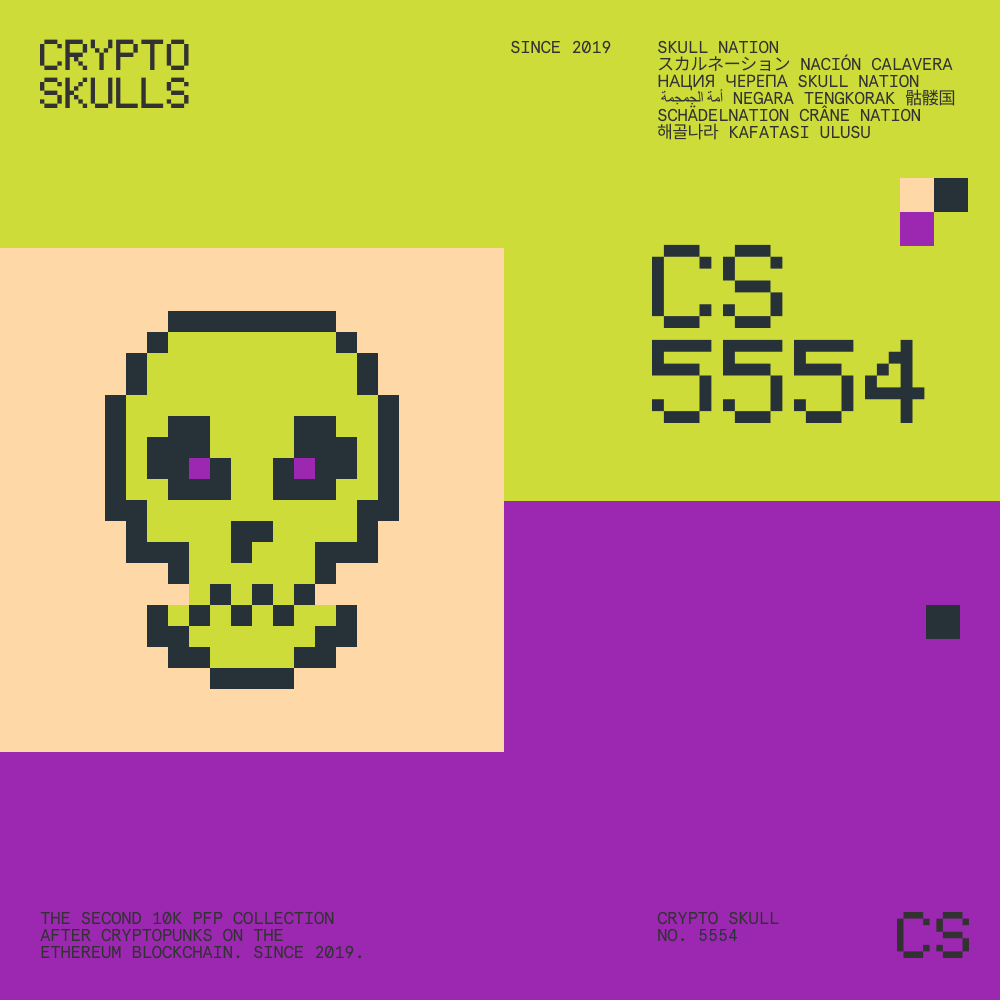 CRYPTO
SKULLS
SINCE 2019
SKULL NATION
スカルネーション NACIÓN CALAVERA
НАЦИЯ ЧЕРЕПА SKULL NATION
أمة الجمجمة NEGARA TENGKORAK 骷髅国
SCHÄDELNATION CRÂNE NATION
해골나라 KAFATASI ULUSU
CS
5554
THE SECOND 10K PFP COLLECTION
AFTER CRYPTOPUNKS ON THE
ETHEREUM BLOCKCHAIN. SINCE 2019.
CRYPTO SKULL
NO. 5554
CS